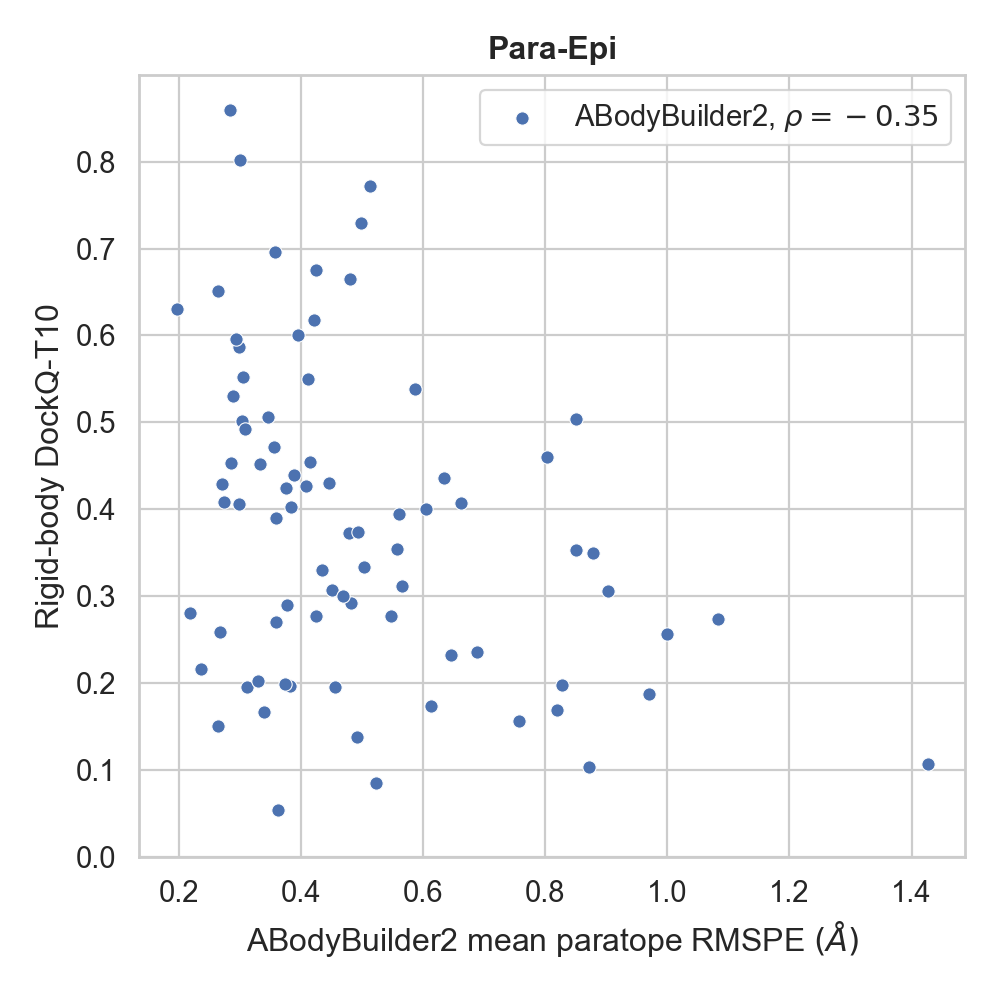 Para-Epi
ABodyBuilder2, ρ = − 0.35
Rigid-body DockQ-T10
0.8
0.7
0.6
0.5
0.4
0.3
0.2
0.1
0.0
0.2 0.4 0.6 0.8 1.0 1.2 1.4
ABodyBuilder2 mean paratope RMSPE (Å)